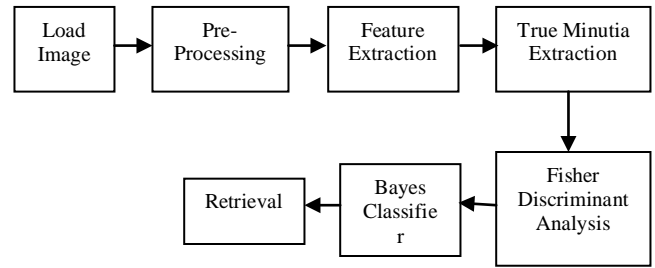 Load
Image
Pre-
Processing
Feature
Extraction
True Minutia
Extraction
Fisher
Discriminant
Analysis
Bayes
Classifie
r
Retrieval